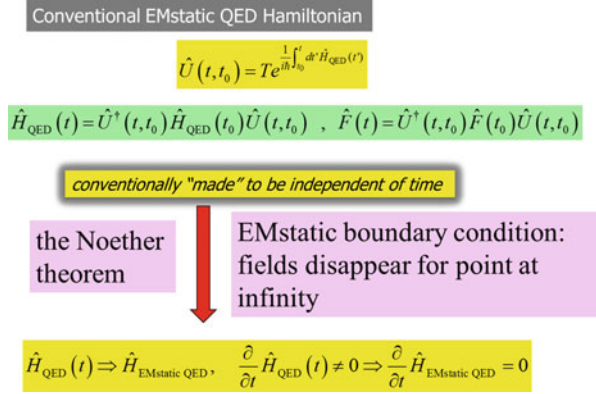 Conventional EMstatic QED Hamiltonian
Û(t,t₀) = Te^{\frac{1}{iℏ}∫_{t₀}^{t} dt' Ĥ_QED(t')}
Ĥ_QED(t) = Û†(t,t₀)Ĥ_QED(t₀)Û(t,t₀) , F̂(t) = Û†(t,t₀)F̂(t₀)Û(t,t₀)
conventionally “made” to be independent of time
the Noether
theorem
EMstatic boundary condition:
fields disappear for point at
infinity
Ĥ_QED(t) ⇒ Ĥ_EMstatic QED, ∂/∂t Ĥ_QED(t) ≠ 0 ⇒ ∂/∂t Ĥ_EMstatic QED = 0